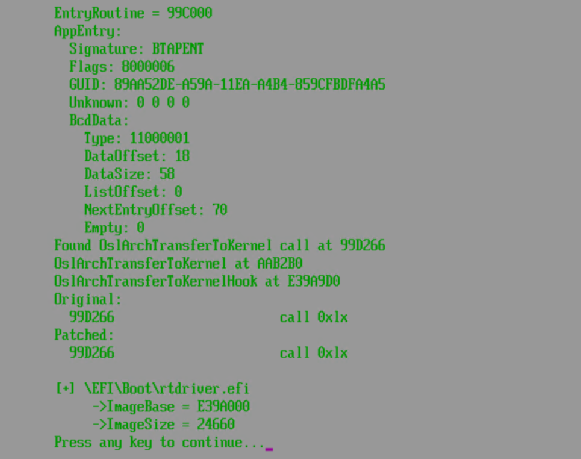 EntryRoutine = 99C000
AppEntry:
Signature: BTAPENT
Flags: 8000006
GUID: 89AA52DE-A59A-11EA-A4B4-859CFBDFA4A5
Unknown: 0 0 0 0
BcdData:
Type: 11000001
DataOffset: 18
DataSize: 58
ListOffset: 0
NextEntryOffset: 70
Empty: 0
Found OslArchTransferToKernel call at 99D266
OslArchTransferToKernel at AAB2B0
OslArchTransferToKernelHook at E39A9D0
Original:
99D266 call 0xlx
Patched:
99D266 call 0xlx
[+] \EFI\Boot\rtdriver.efi
->ImageBase = E39A000
->ImageSize = 24660
Press any key to continue..._